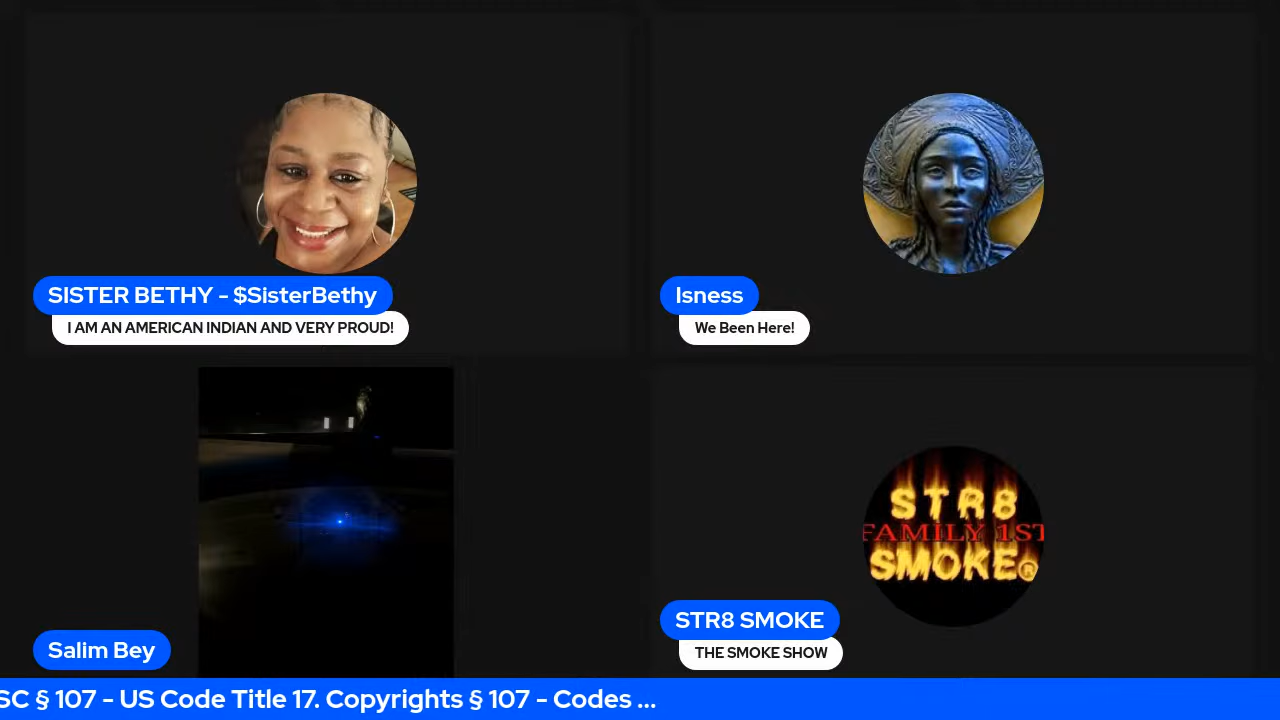 SISTER BETHY - $SisterBethy
I AM AN AMERICAN INDIAN AND VERY PROUD!
Isness
We Been Here!
Salim Bey
STR8
FAMILY 1ST
SMOKE®
STR8 SMOKE
THE SMOKE SHOW
SC § 107 - US Code Title 17. Copyrights § 107 - Codes ...